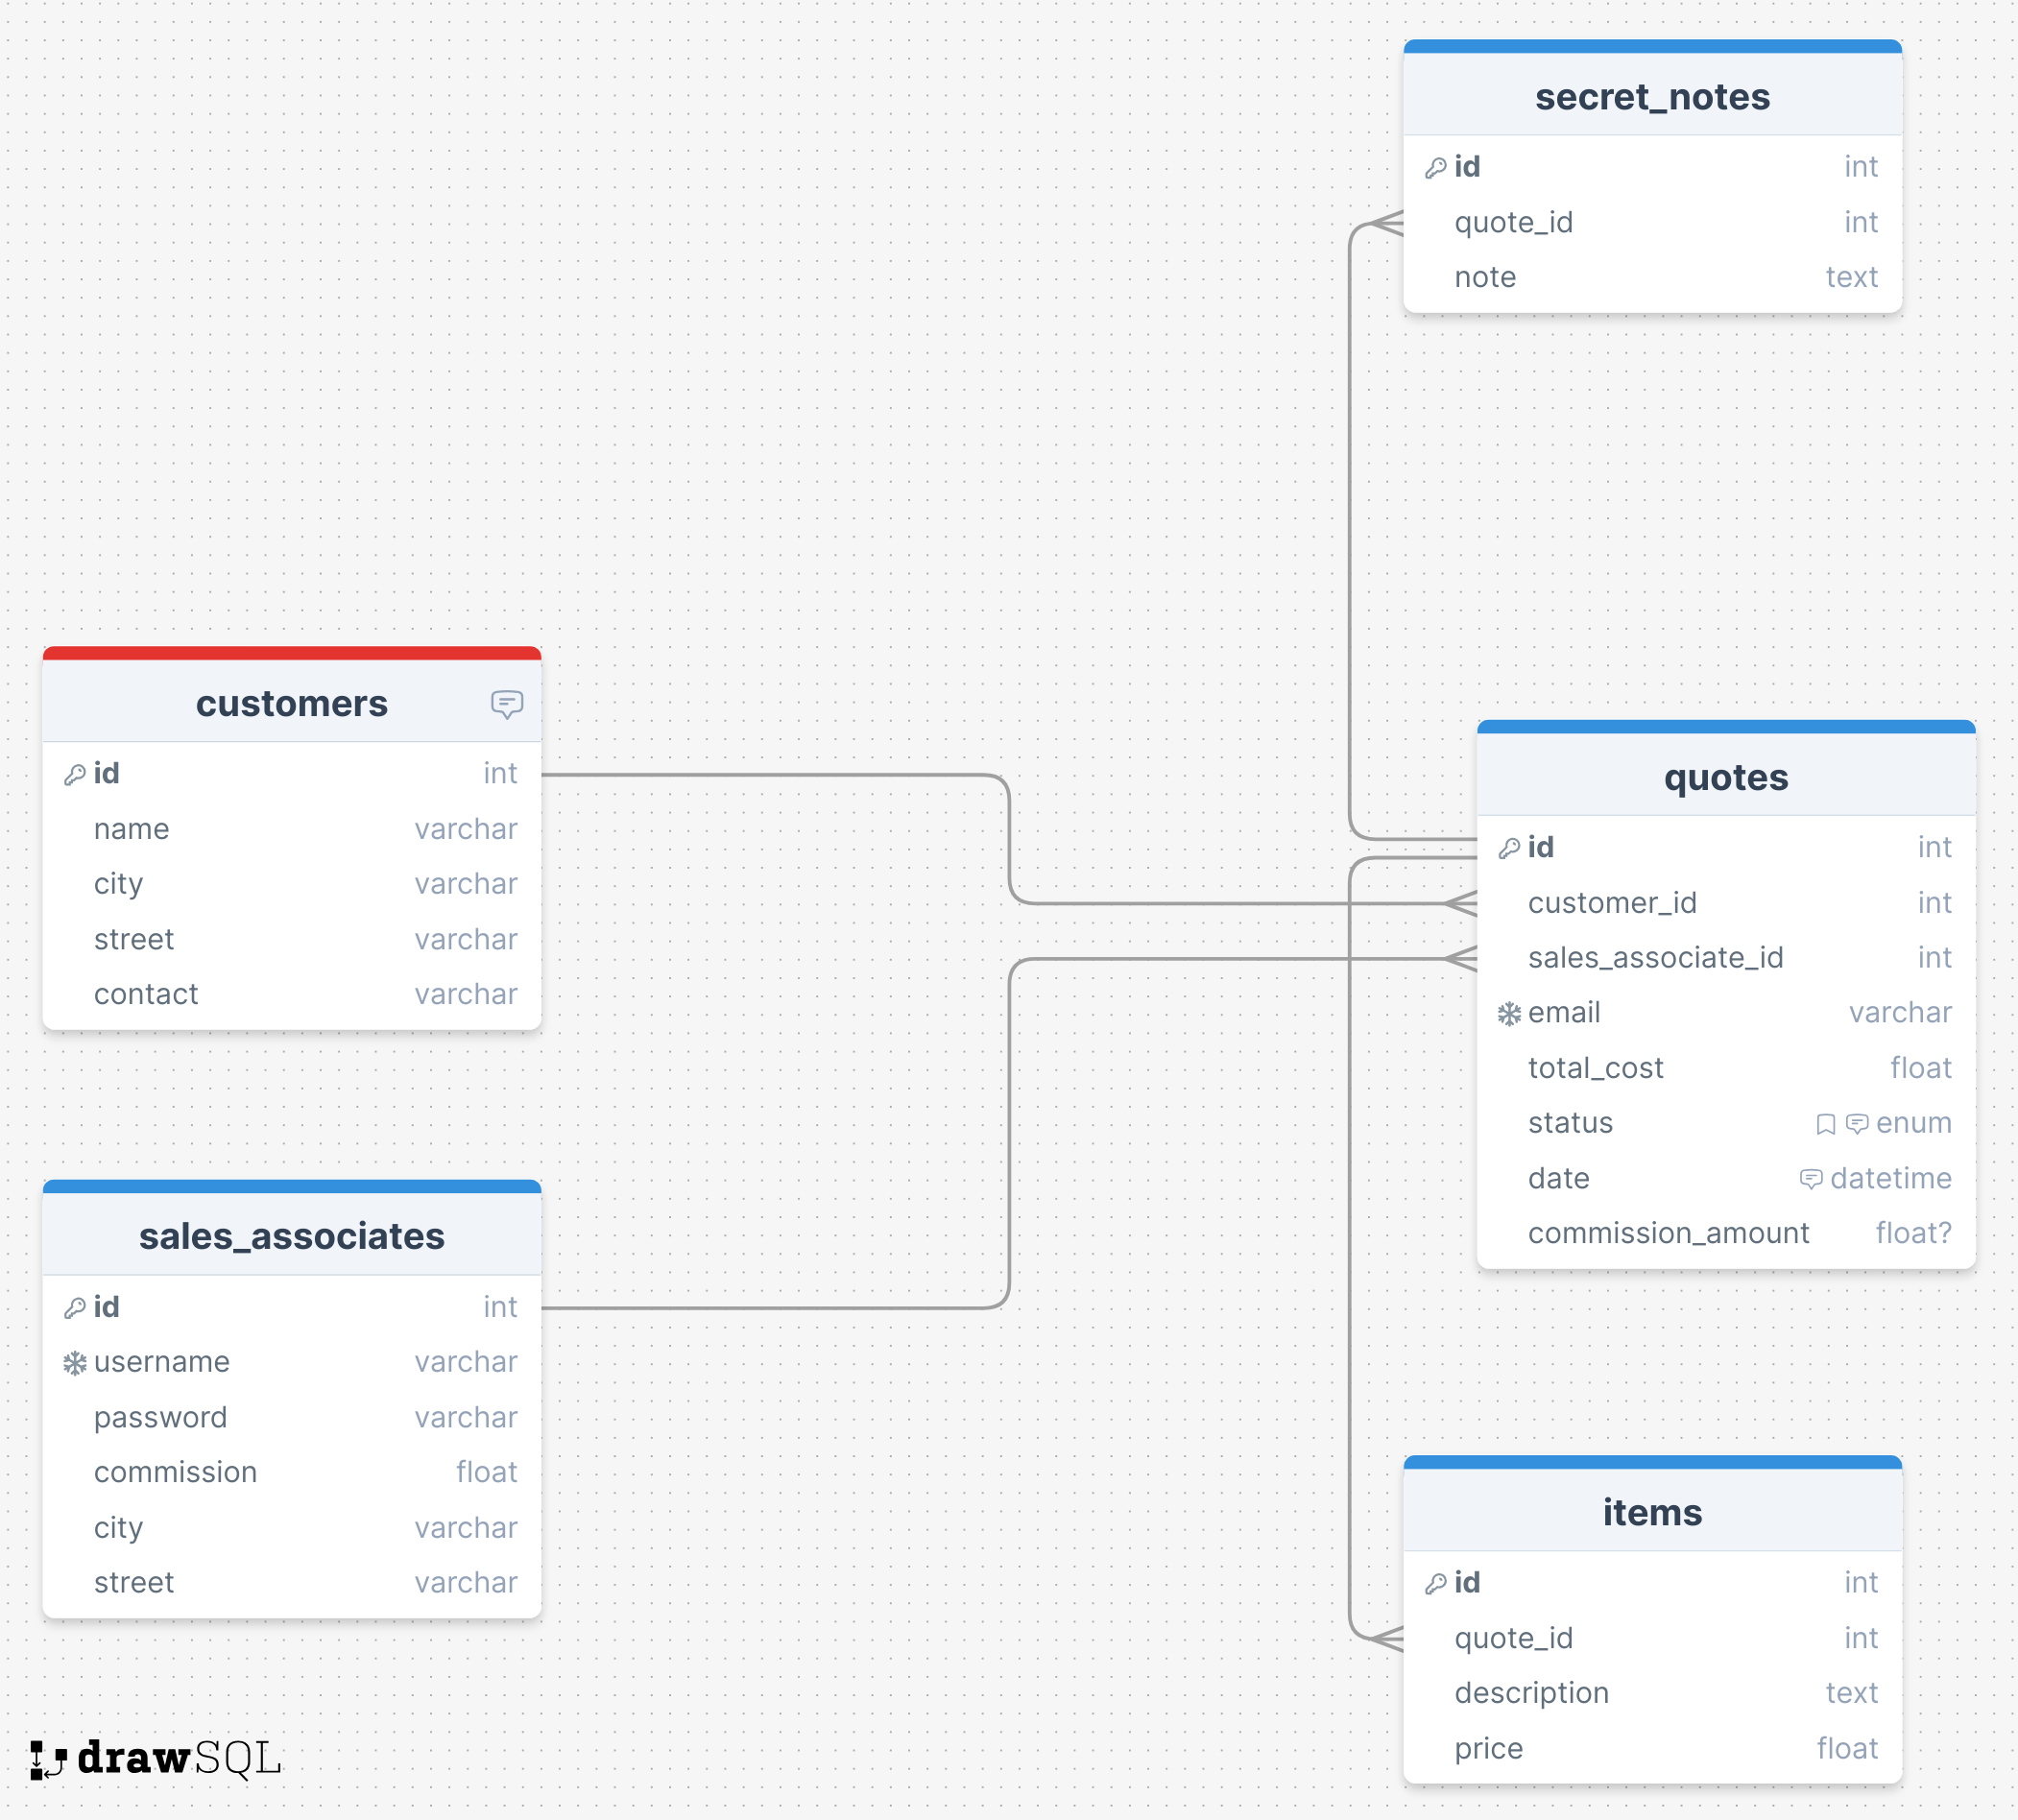 secret_notes
id int
quote_id int
note text
customers
id int
name varchar
city varchar
street varchar
contact varchar
quotes
id int
customer_id int
sales_associate_id int
email varchar
total_cost float
status enum
date datetime
commission_amount float?
sales_associates
id int
username varchar
password varchar
commission float
city varchar
street varchar
items
id int
quote_id int
description text
price float
drawSQL